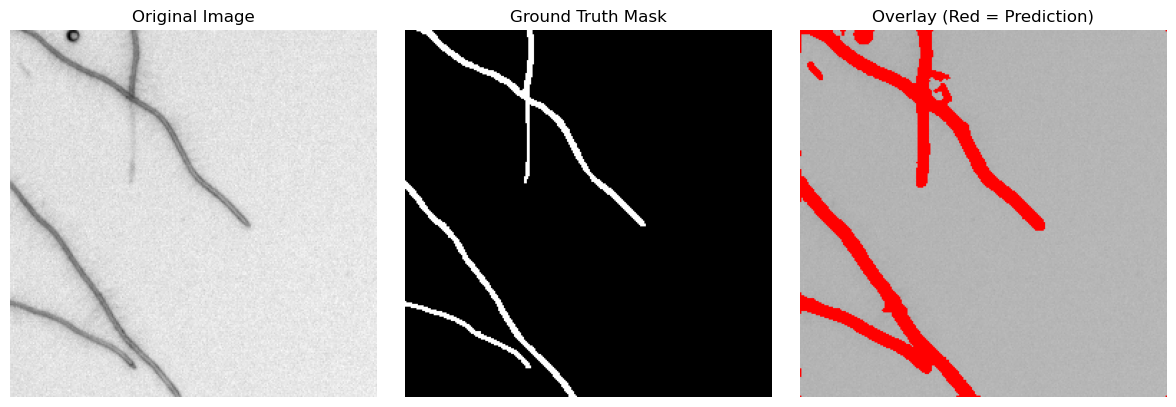 Original Image
Ground Truth Mask
Overlay (Red = Prediction)